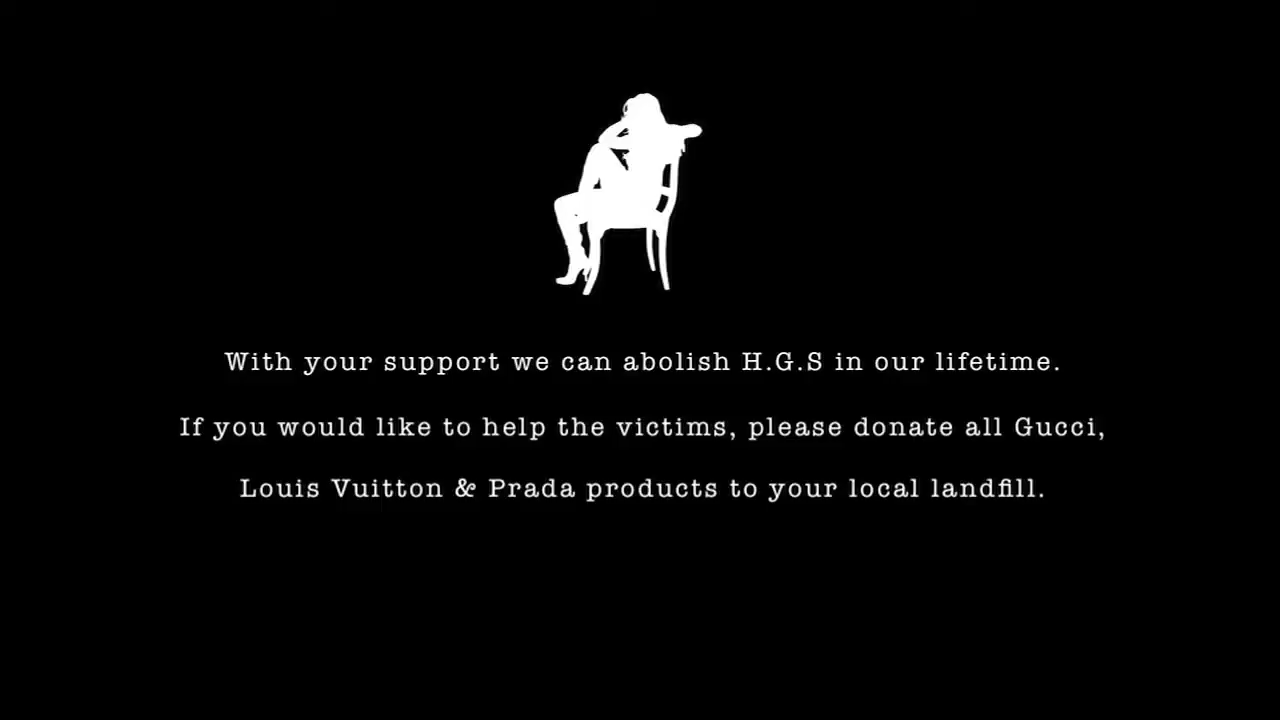 With your support we can abolish H.G.S in our lifetime.
If you would like to help the victims, please donate all Gucci,
Louis Vuitton & Prada products to your local landfill.